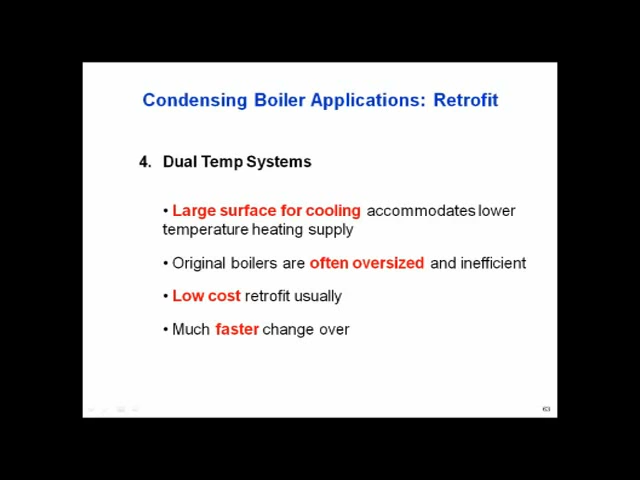 Condensing Boiler Applications: Retrofit
4. Dual Temp Systems
• Large surface for cooling accommodates lower
temperature heating supply
• Original boilers are often oversized and inefficient
• Low cost retrofit usually
• Much faster change over
63